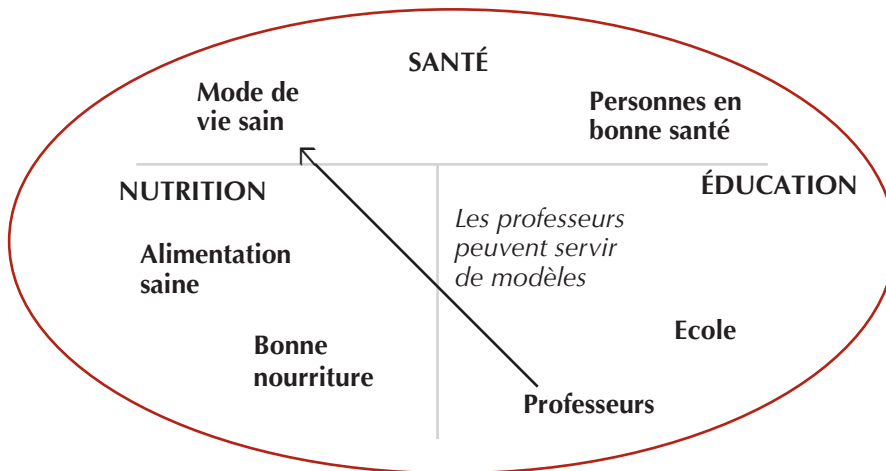 SANTÉ
Mode de
vie sain
Personnes en
bonne santé
NUTRITION
ÉDUCATION
Alimentation
saine
Les professeurs
peuvent servir
de modèles
Bonne
nourriture
Ecole
Professeurs